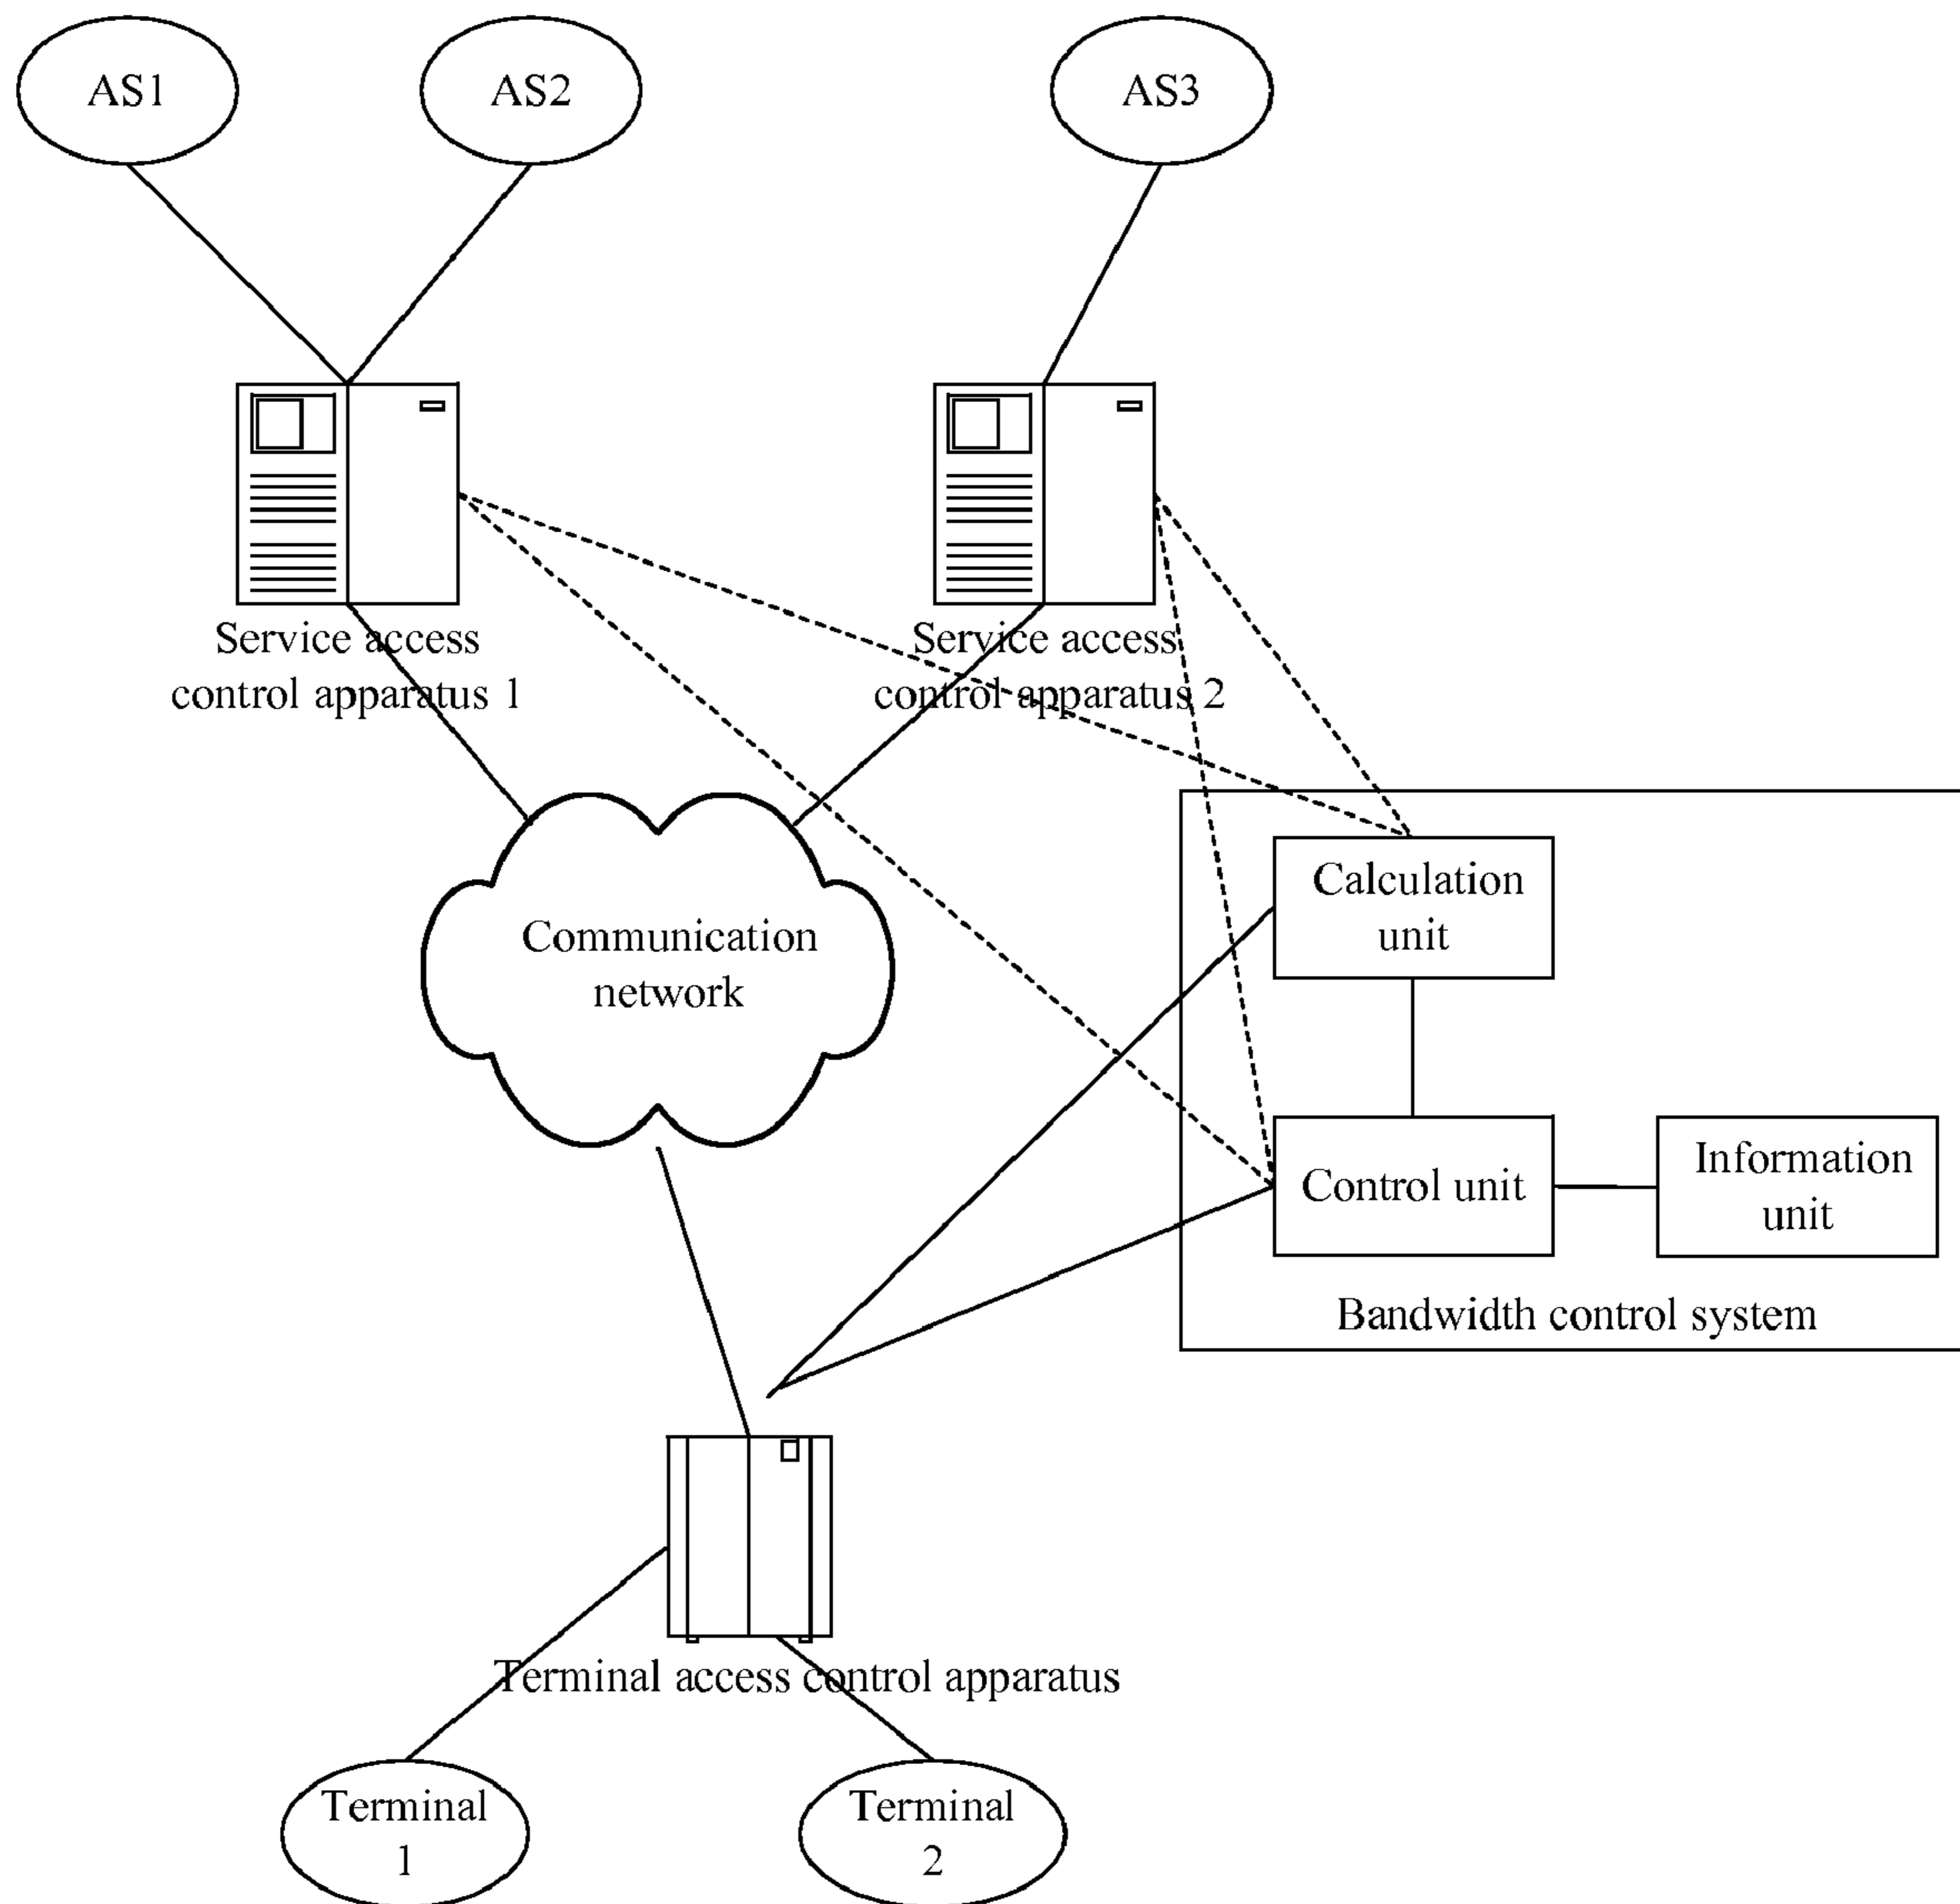 AS1
AS2
AS3
Service access
control apparatus 1
Service access
control apparatus 2
Communication
network
Calculation
unit
Control unit
Information
unit
Bandwidth control system
Terminal access control apparatus
Terminal
1
Terminal
2